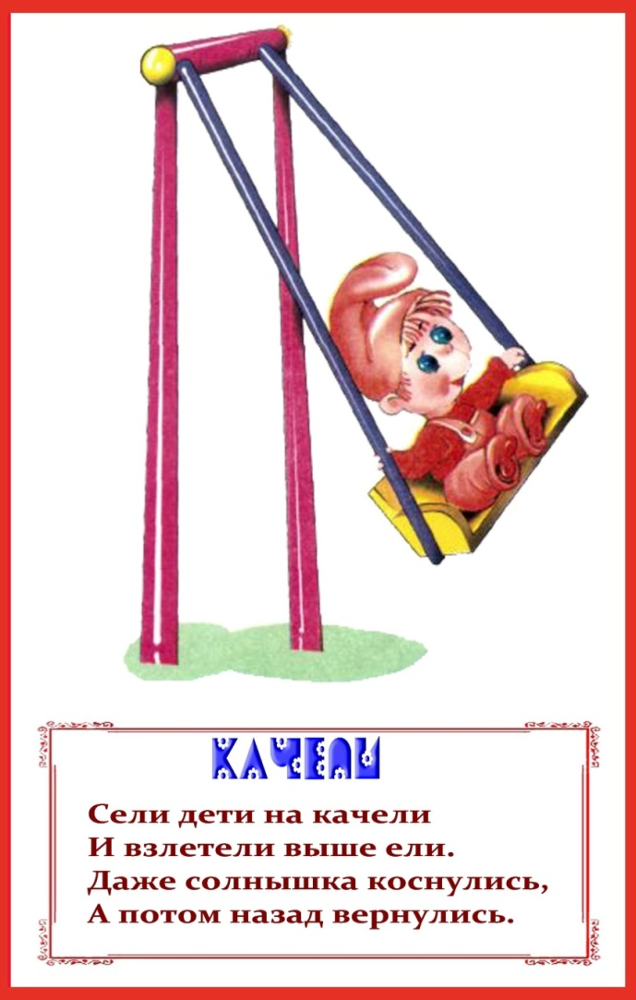 КАЧЕЛИ
Сели дети на качели
И взлетели выше ели.
Даже солнышка коснулись,
А потом назад вернулись.